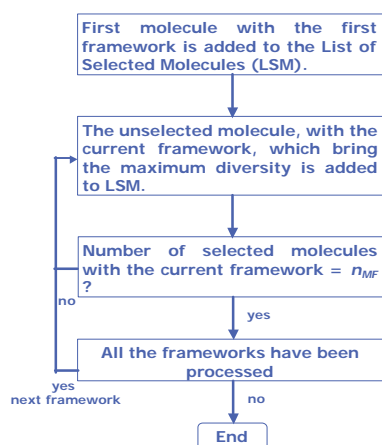 First molecule with the first
framework is added to the List of
Selected Molecules (LSM).
The unselected molecule, with the
current framework, which bring
the maximum diversity is added
to LSM.
Number of selected molecules
with the current framework = nMF
?
no
yes
All the frameworks have been
processed
yes
next framework
no
End